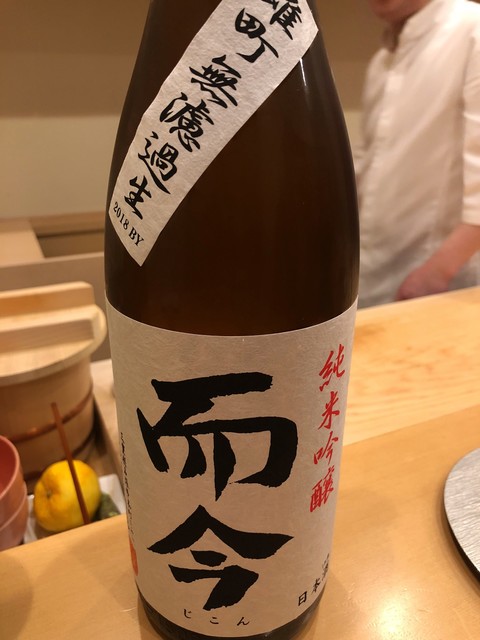 雄町 無濾過生
2018 BY
純米吟醸
而今
じこん
日本酒